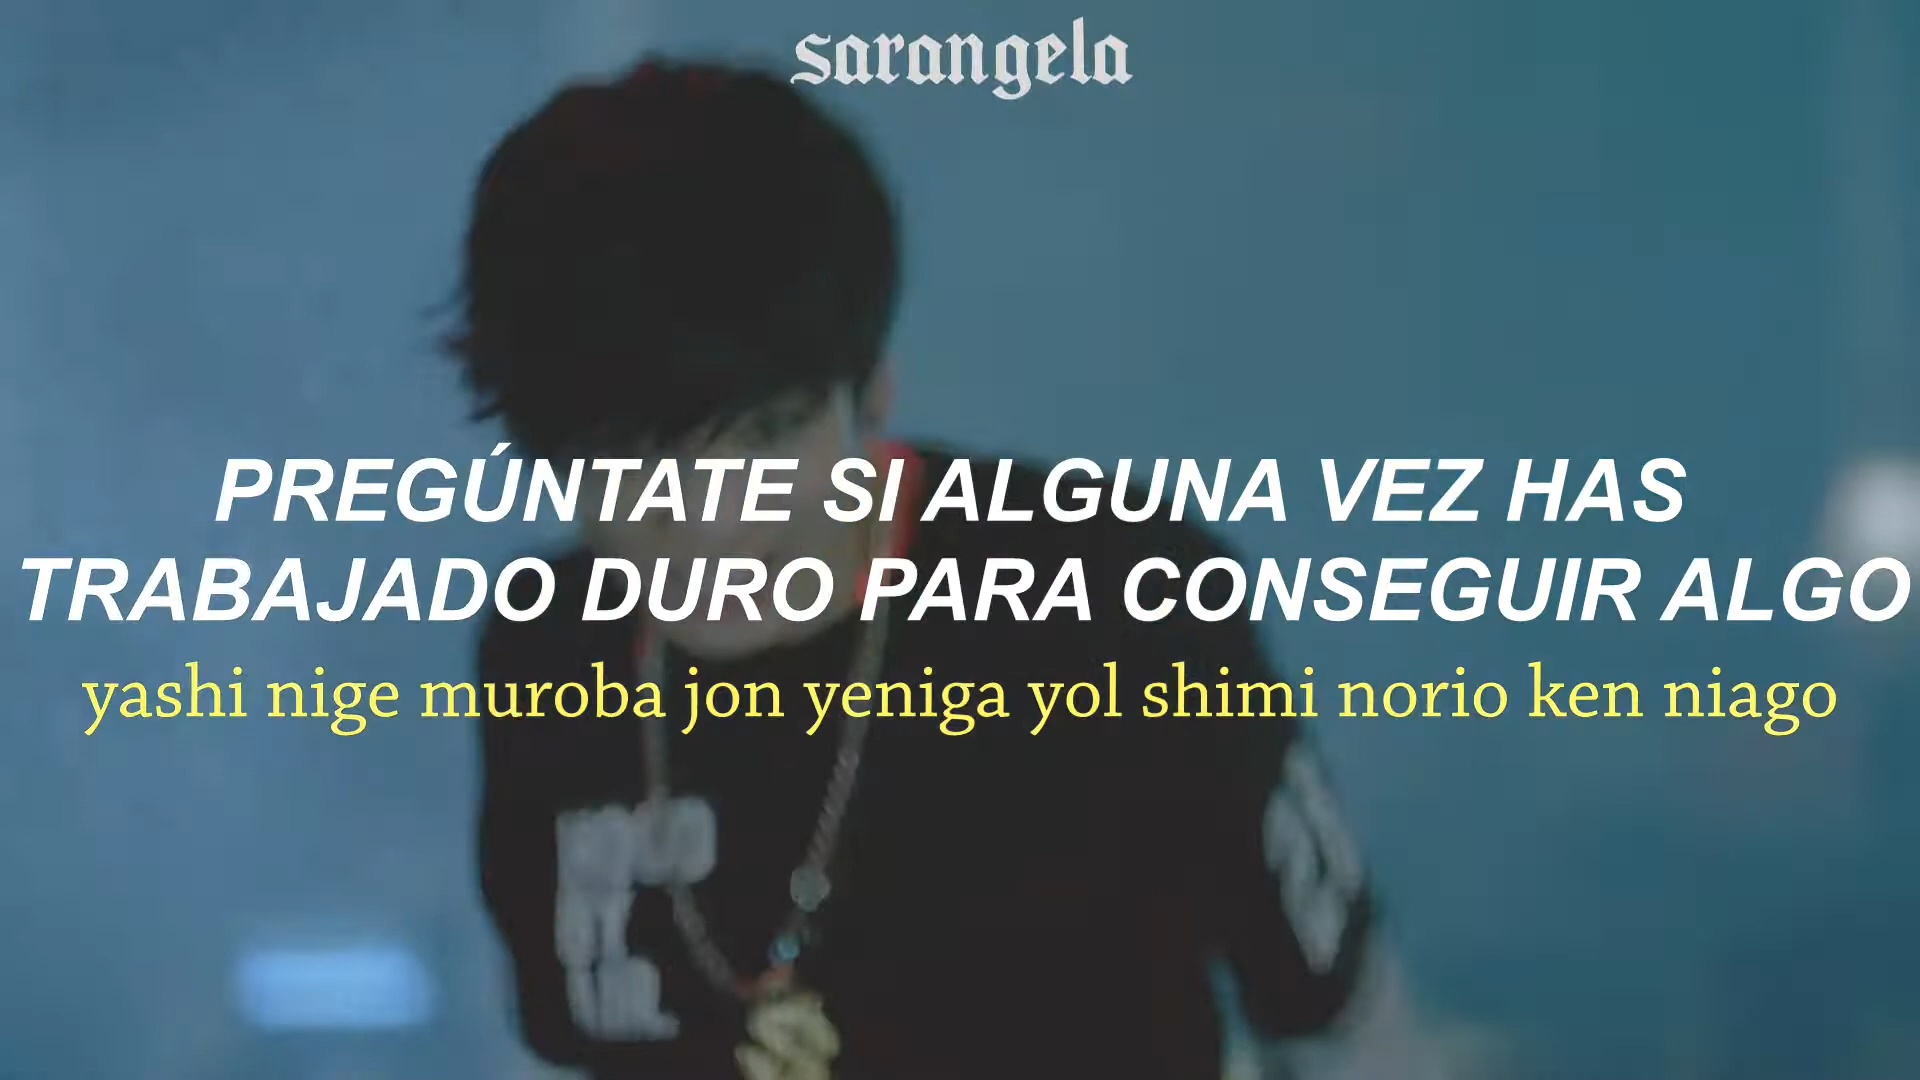 sarangela
PREGÚNTATE SI ALGUNA VEZ HAS
TRABAJADO DURO PARA CONSEGUIR ALGO
yashi nige muroba jon yeniga yol shimi norio ken niago